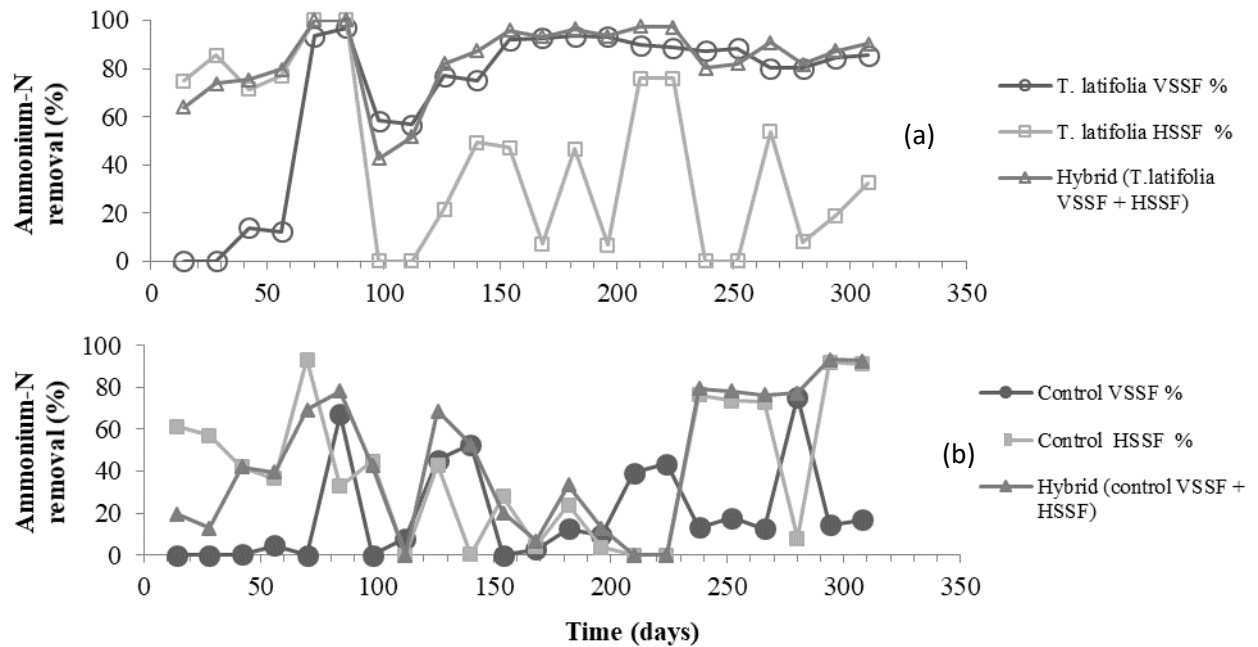 Ammonium-N
removal (%)
100
80
60
40
20
0
0 50 100 150 200 250 300 350
T. latifolia VSSF %
T. latifolia HSSF %
Hybrid (T.latifolia
VSSF + HSSF)
(a)
Ammonium-N
removal (%)
100
80
60
40
20
0
0 50 100 150 200 250 300 350
Time (days)
Control VSSF %
Control HSSF %
Hybrid (control VSSF +
HSSF)
(b)